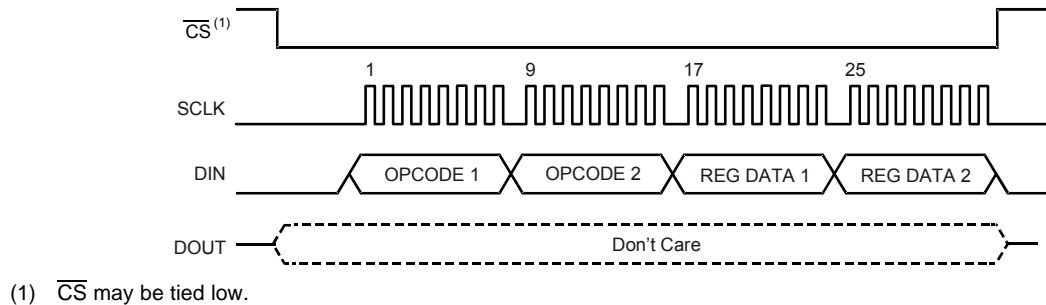 CS (1)
1 9 17 25
SCLK
DIN OPCODE 1 OPCODE 2 REG DATA 1 REG DATA 2
DOUT Don't Care
(1) CS may be tied low.